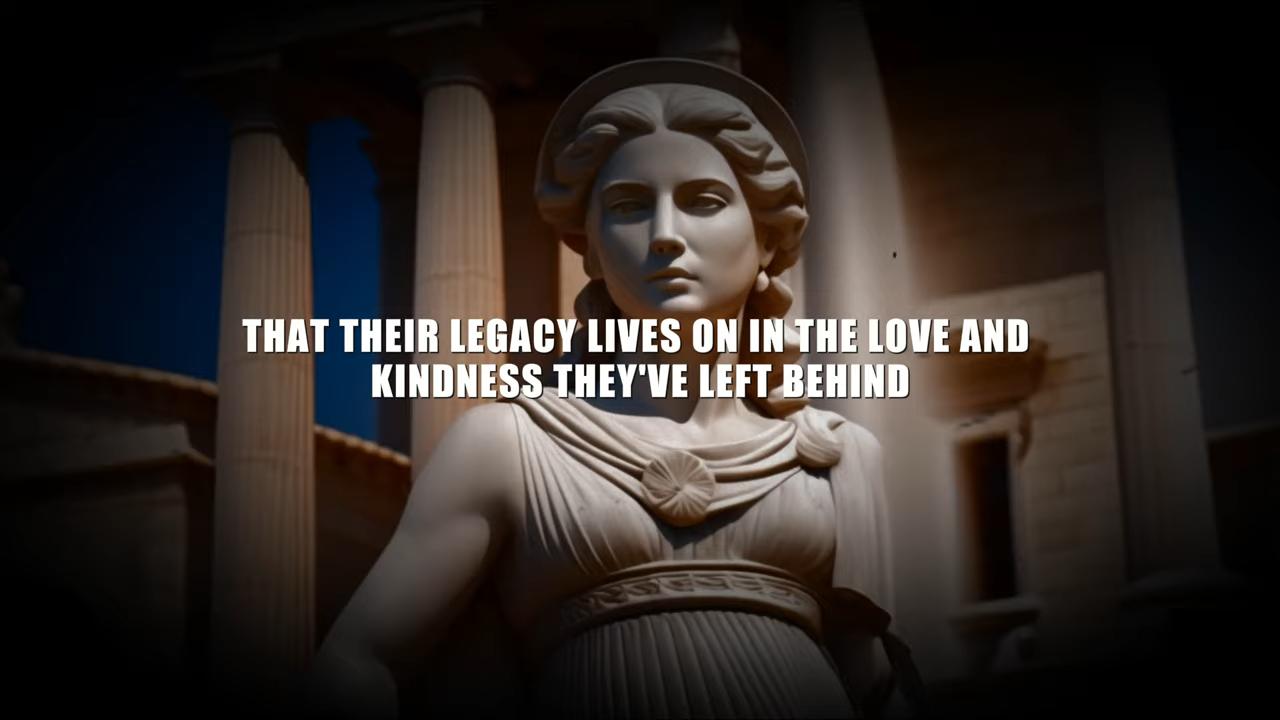 THAT THEIR LEGACY LIVES ON IN THE LOVE AND
KINDNESS THEY'VE LEFT BEHIND